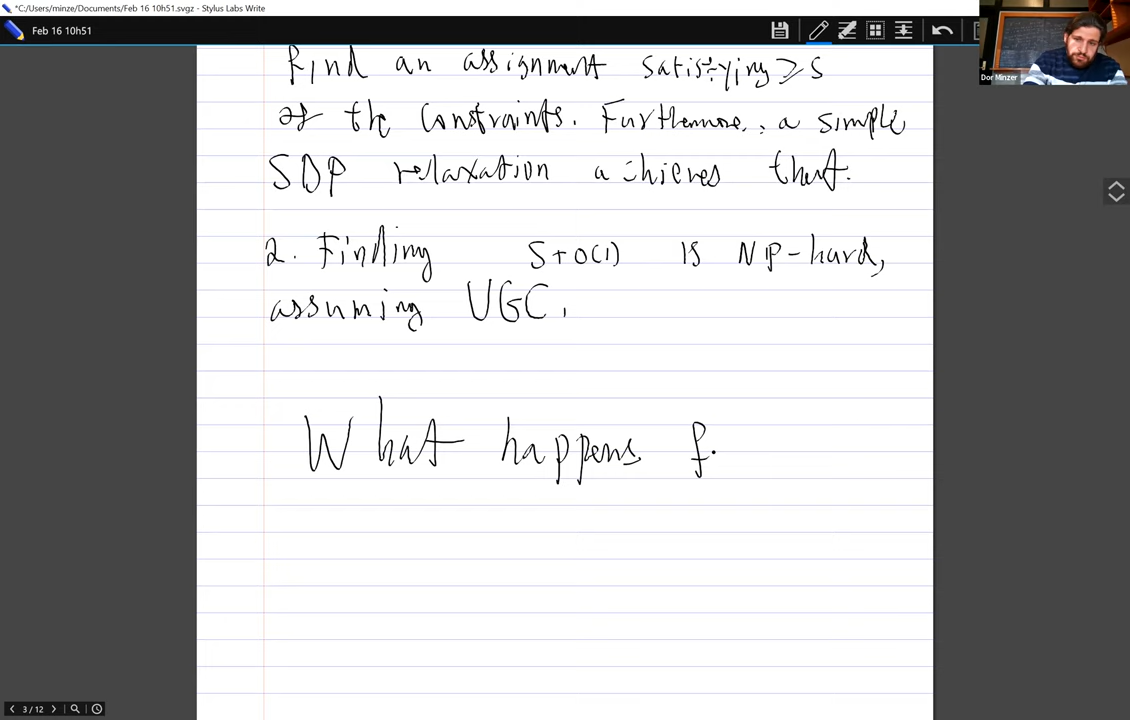 *C:/Users/minze/Documents/Feb 16 10h51.svgz - Stylus Labs Write
Feb 16 10h51
Dor Minzer
find an assignment satisfying ≥ s
of the constraints. Furthermore, a simple
SDP relaxation achieves that.
2. Finding s+o(1) is NP-hard,
assuming UGC.
What happens f
3 / 12